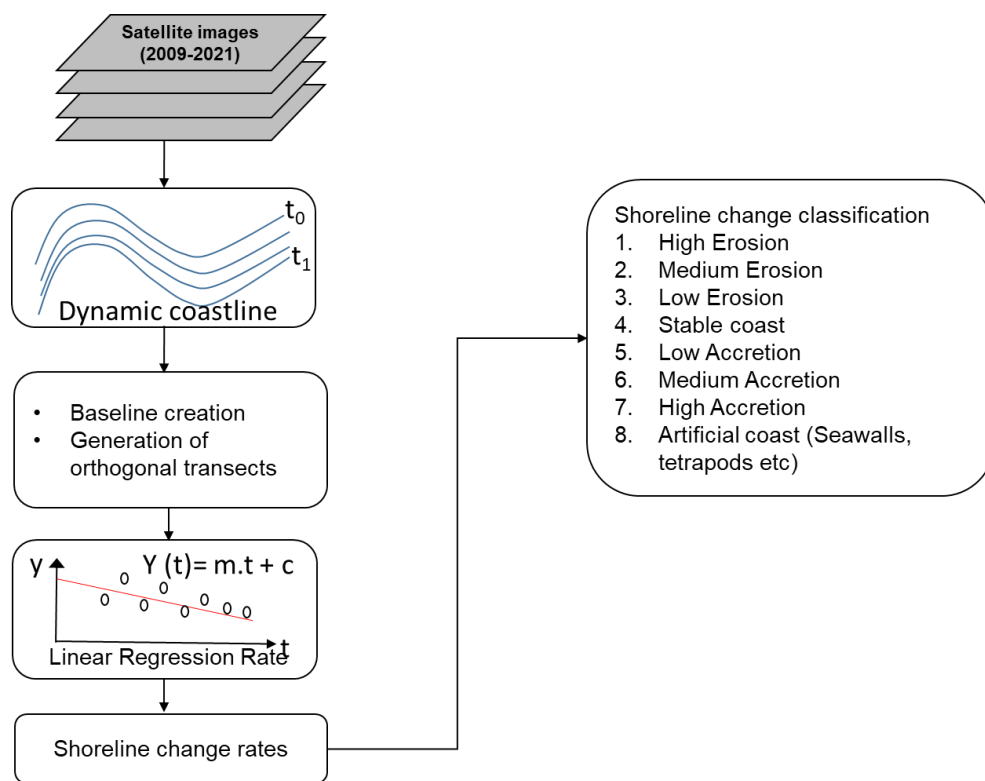 Satellite images
(2009-2021)
t0
t1
Dynamic coastline
• Baseline creation
• Generation of
orthogonal transects
y
Y (t)= m.t + c
t
Linear Regression Rate
Shoreline change rates
Shoreline change classification
1. High Erosion
2. Medium Erosion
3. Low Erosion
4. Stable coast
5. Low Accretion
6. Medium Accretion
7. High Accretion
8. Artificial coast (Seawalls,
tetrapods etc)